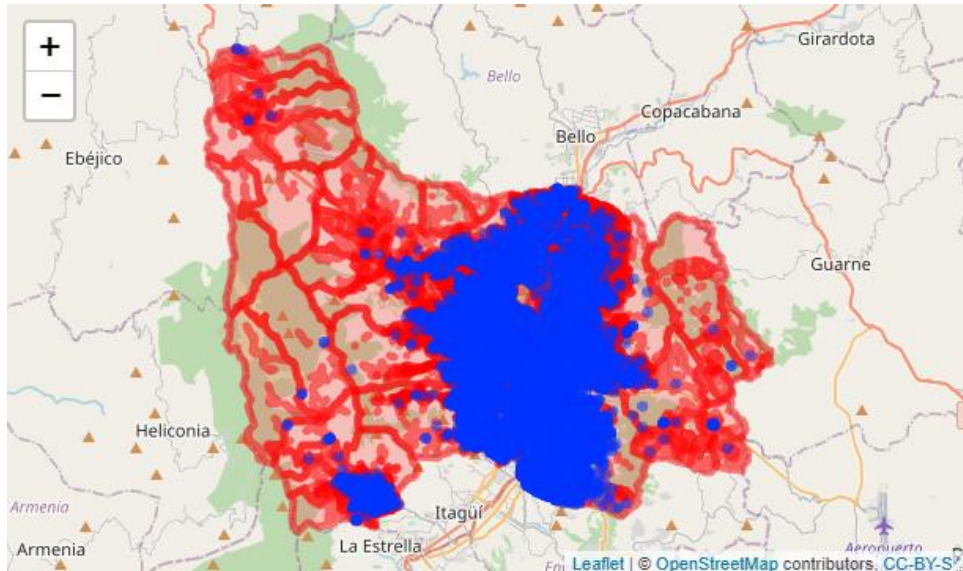 +
−
Girardota
Bello
Copacabana
Bello
Ebéjico
Guarne
Heliconia
Armenia
Itagüí
Armenia
La Estrella
Aeropuerto
Leaflet | © OpenStreetMap contributors, CC-BY-S